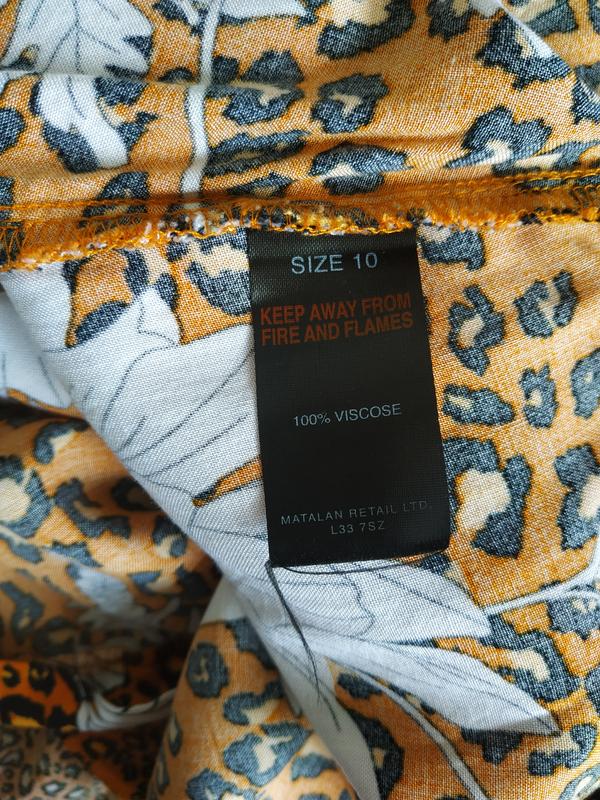 SIZE 10
KEEP AWAY FROM
FIRE AND FLAMES
100% VISCOSE
MATALAN RETAIL LTD.
L33 7SZ